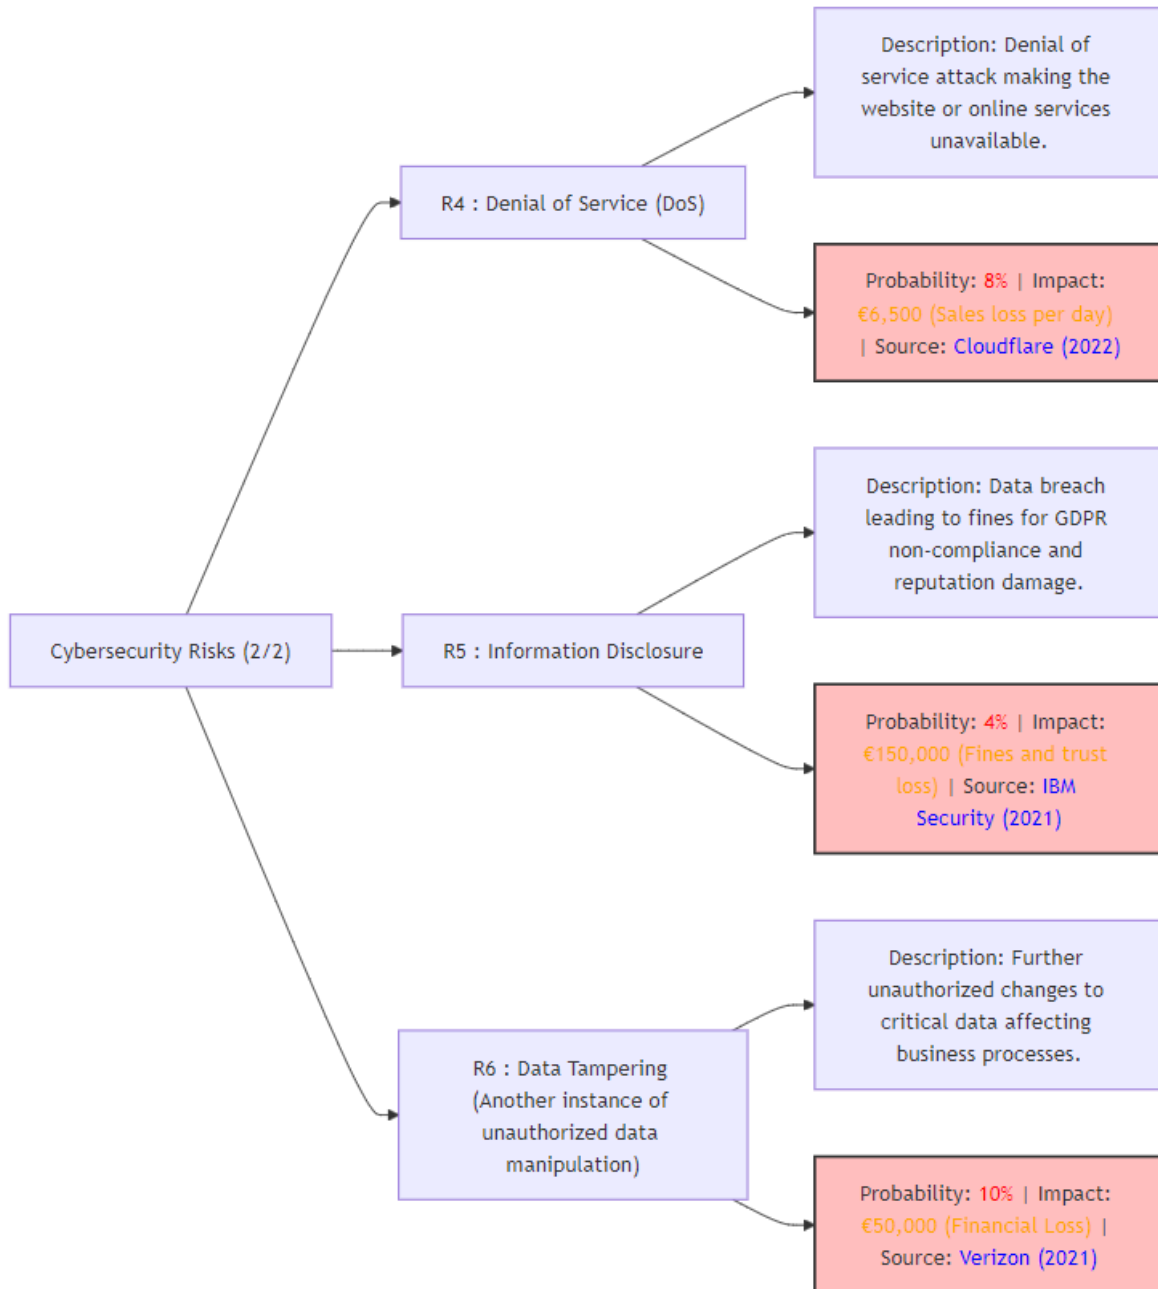 Description: Denial of
service attack making the
website or online services
unavailable.
R4 : Denial of Service (DoS)
Probability: 8% | Impact:
€6,500 (Sales loss per day)
| Source: Cloudflare (2022)
Description: Data breach
leading to fines for GDPR
non-compliance and
reputation damage.
Cybersecurity Risks (2/2)
R5 : Information Disclosure
Probability: 4% | Impact:
€150,000 (Fines and trust
loss) | Source: IBM
Security (2021)
Description: Further
unauthorized changes to
critical data affecting
business processes.
R6 : Data Tampering
(Another instance of
unauthorized data
manipulation)
Probability: 10% | Impact:
€50,000 (Financial Loss) |
Source: Verizon (2021)